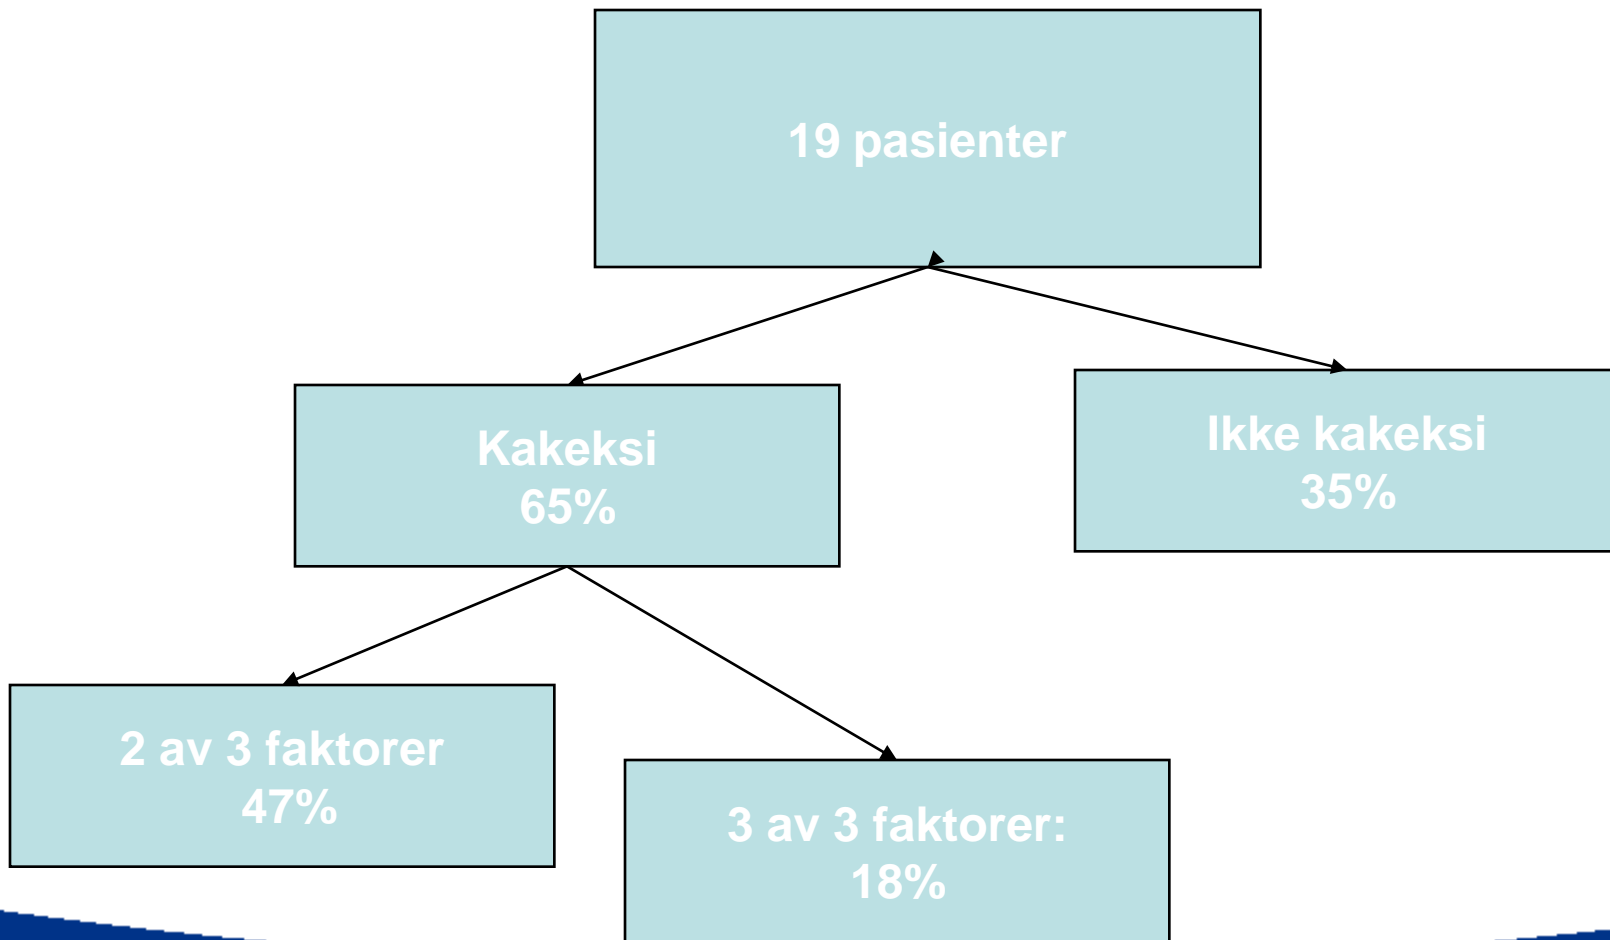 19 pasienter
Kakeksi
65%
Ikke kakeksi
35%
2 av 3 faktorer
47%
3 av 3 faktorer:
18%